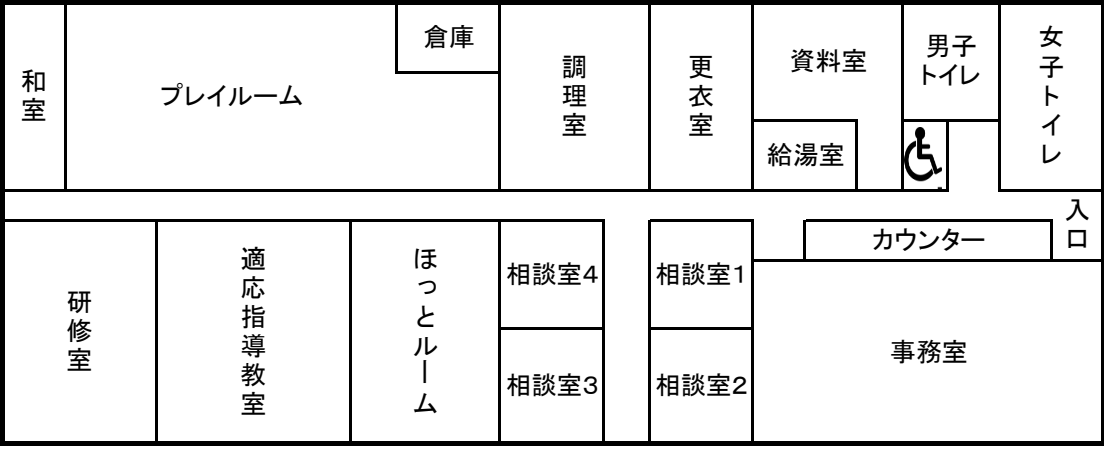 和室
プレイルーム
倉庫
調理室
更衣室
資料室
給湯室
男子
トイレ
女子トイレ
入口
カウンター
研修室
適応指導教室
ほっとルーム
相談室4
相談室1
相談室3
相談室2
事務室